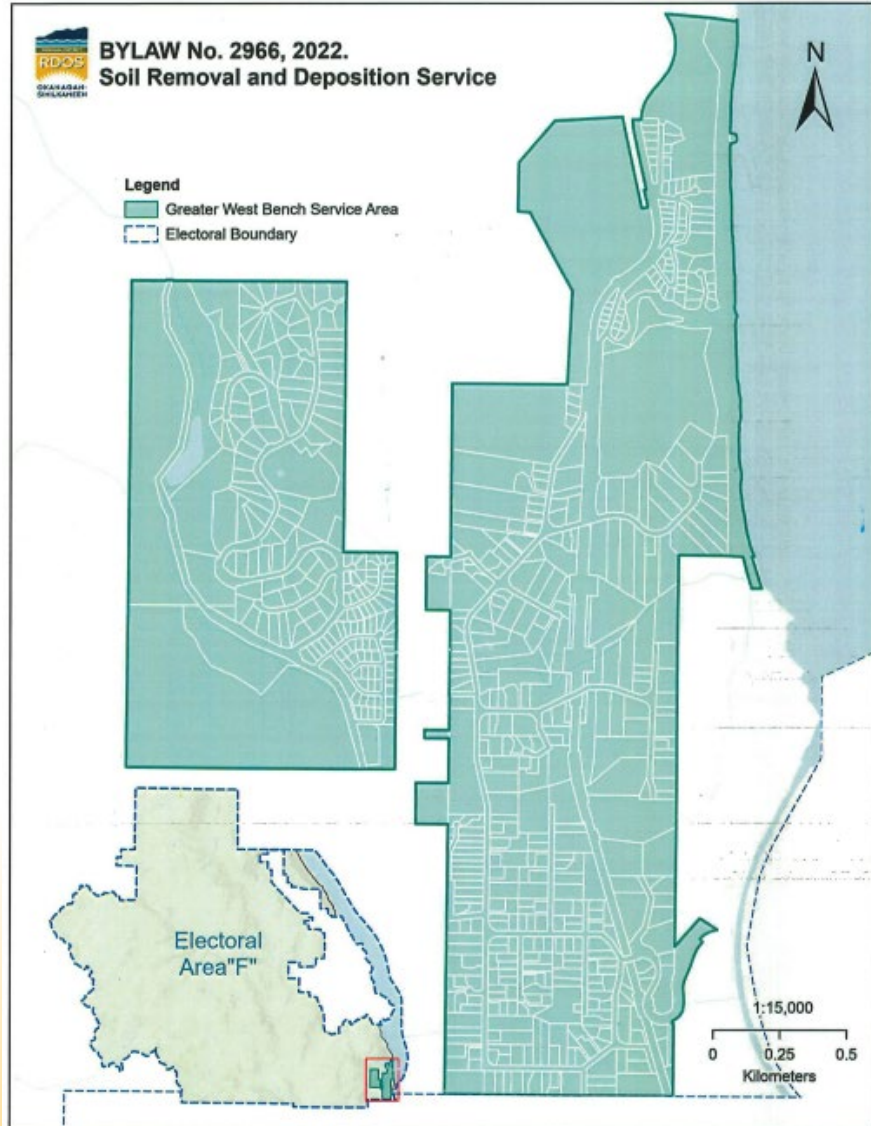 RDOS
OKANAGAN-
SIMILKAMEEN
BYLAW No. 2966, 2022.
Soil Removal and Deposition Service
N
Legend
Greater West Bench Service Area
Electoral Boundary
Electoral
Area"F"
1:15,000
0 0.25 0.5
Kilometers